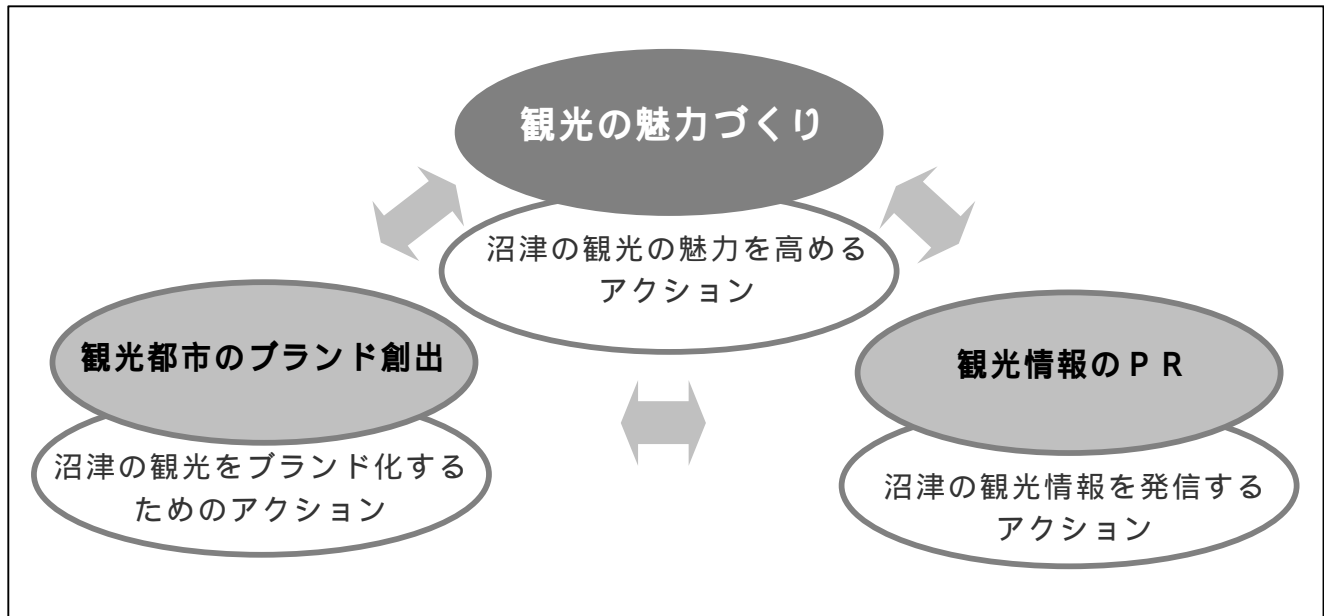 観光の魅力づくり
沼津の観光の魅力を高める
アクション
観光都市のブランド創出
沼津の観光をブランド化する
ためのアクション
観光情報のＰＲ
沼津の観光情報を発信する
アクション